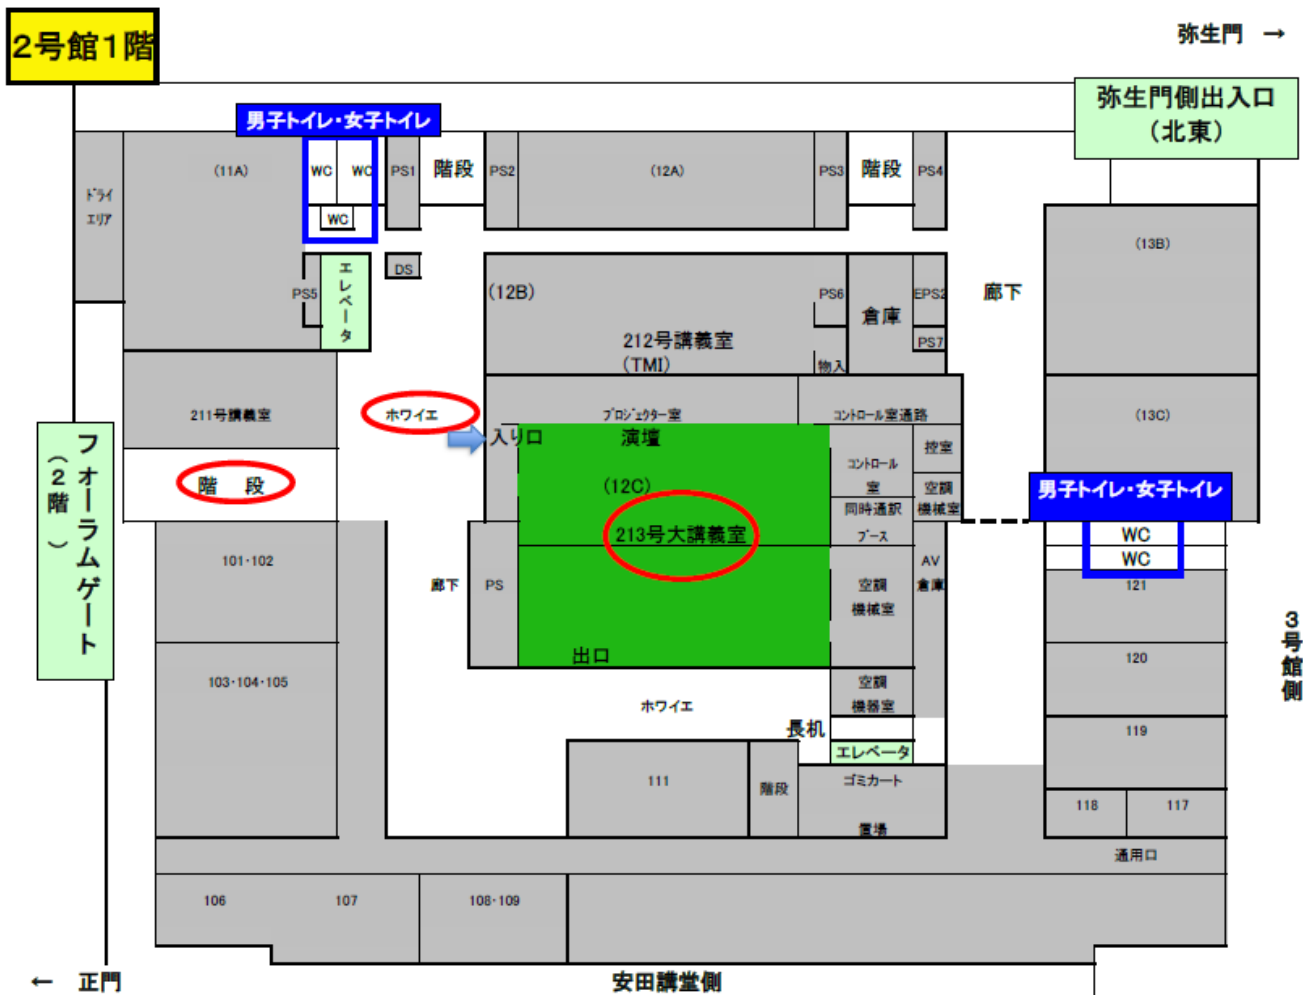 2号館1階
弥生門 →
弥生門側出入口
(北東)
男子トイレ・女子トイレ
ドライ
エリア
(11A)
WC
WC
WC
PS1
階段
PS2
(12A)
PS3
階段
PS4
(13B)
エレベータ
PS5
DS
(12B)
PS6
倉庫
EPS2
廊下
212号講義室
(TMI)
物入
PS7
211号講義室
ホワイエ
プロジェクター室
コントロール室通路
(13C)
入り口
演壇
控室
フォーラムゲート
(2階)
階 段
(12C)
コントロール
室
空調
機械室
男子トイレ・女子トイレ
213号大講義室
同時通訳
ブース
WC
WC
101・102
廊下
PS
空調
機械室
AV
倉庫
121
3号館側
出口
120
103・104・105
空調
機器室
ホワイエ
長机
119
エレベータ
111
階段
ゴミカート
置場
118
117
通用口
106
107
108・109
← 正門
安田講堂側